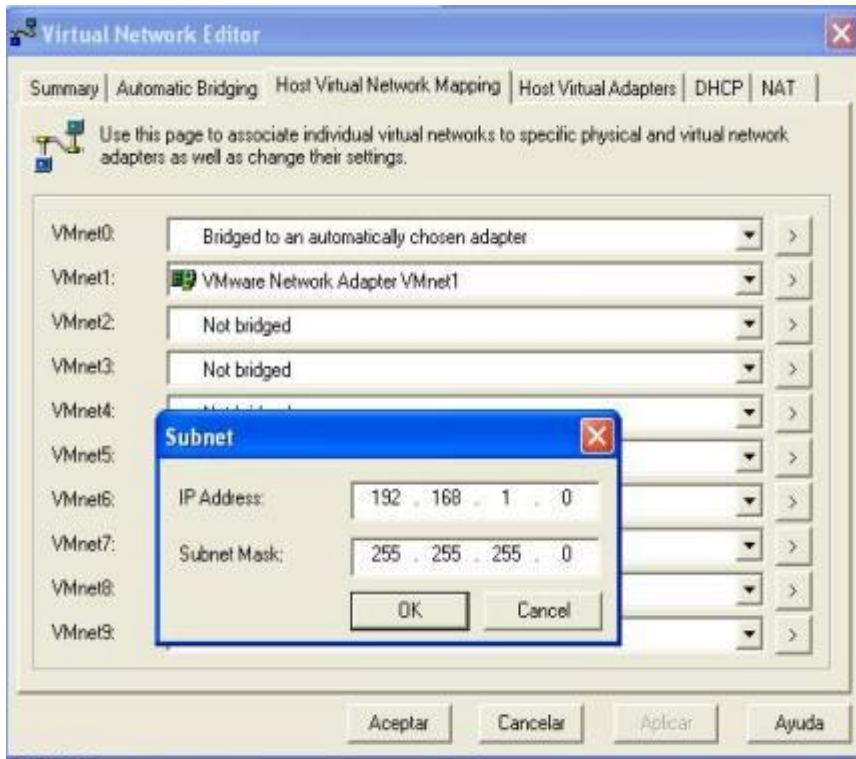 Virtual Network Editor
Summary Automatic Bridging Host Virtual Network Mapping Host Virtual Adapters DHCP NAT
Use this page to associate individual virtual networks to specific physical and virtual network
adapters as well as change their settings.
VMnet0: Bridged to an automatically chosen adapter >
VMnet1: VMware Network Adapter VMnet1 >
VMnet2: Not bridged >
VMnet3: Not bridged >
VMnet4: >
Subnet
VMnet5: >
VMnet6: IP Address: 192 . 168 . 1 . 0 >
VMnet7: Subnet Mask: 255 . 255 . 255 . 0 >
VMnet8: OK Cancel >
VMnet9: >
Aceptar Cancelar Aplicar Ayuda